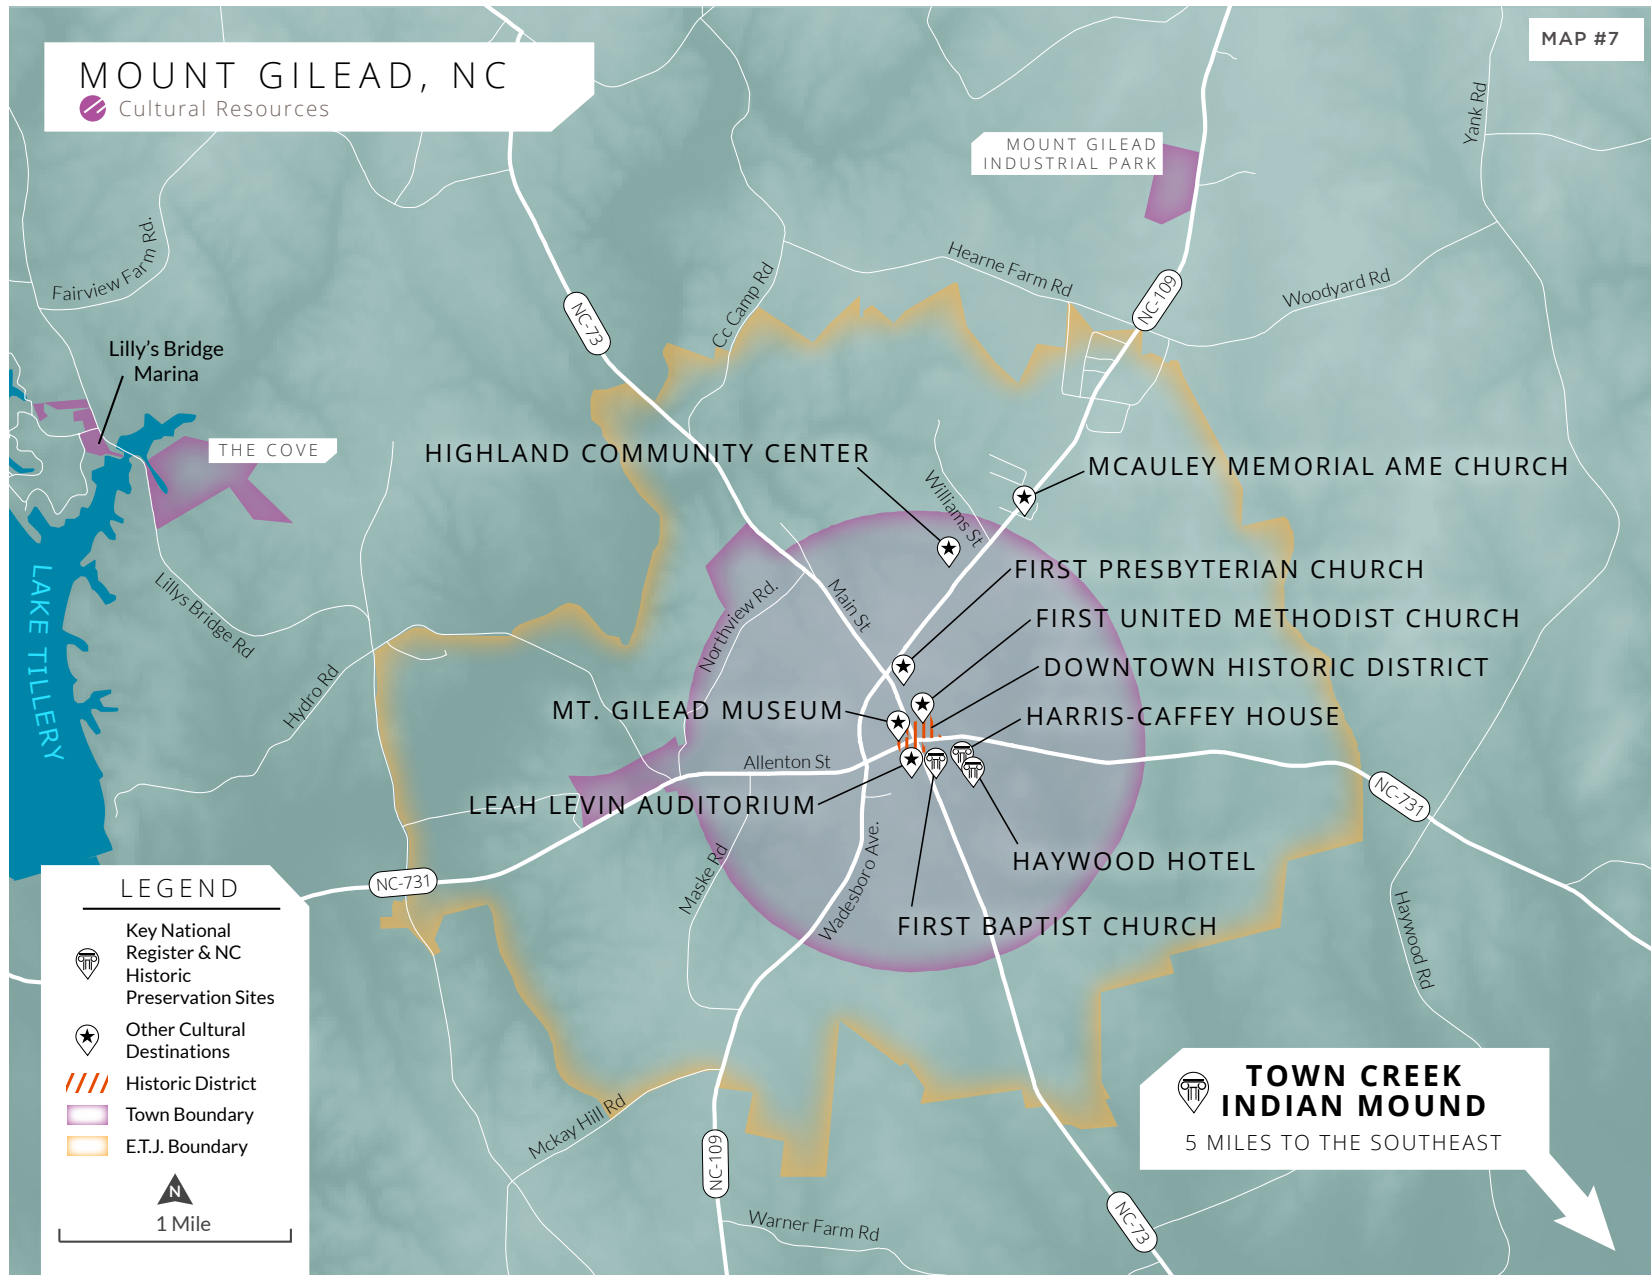 MAP #7
MOUNT GILEAD, NC
Cultural Resources
Yank Rd
MOUNT GILEAD
INDUSTRIAL PARK
Fairview Farm Rd.
Hearne Farm Rd
Cc Camp Rd
NC-109
Woodyard Rd
NC-73
Lilly's Bridge
Marina
THE COVE
HIGHLAND COMMUNITY CENTER
MCAULEY MEMORIAL AME CHURCH
Williams St
LAKE TILLERY
Lillys Bridge Rd
FIRST PRESBYTERIAN CHURCH
Main St
Northview Rd.
FIRST UNITED METHODIST CHURCH
DOWNTOWN HISTORIC DISTRICT
Hydro Rd
MT. GILEAD MUSEUM
HARRIS-CAFFEY HOUSE
Allenton St
LEAH LEVIN AUDITORIUM
NC-731
HAYWOOD HOTEL
Maske Rd
Wadesboro Ave.
NC-731
FIRST BAPTIST CHURCH
Haywood Rd
LEGEND
Key National
Register & NC
Historic
Preservation Sites
Other Cultural
Destinations
Historic District
Town Boundary
E.T.J. Boundary
N
1 Mile
Mckay Hill Rd
NC-109
Warner Farm Rd
NC-73
TOWN CREEK
INDIAN MOUND
5 MILES TO THE SOUTHEAST